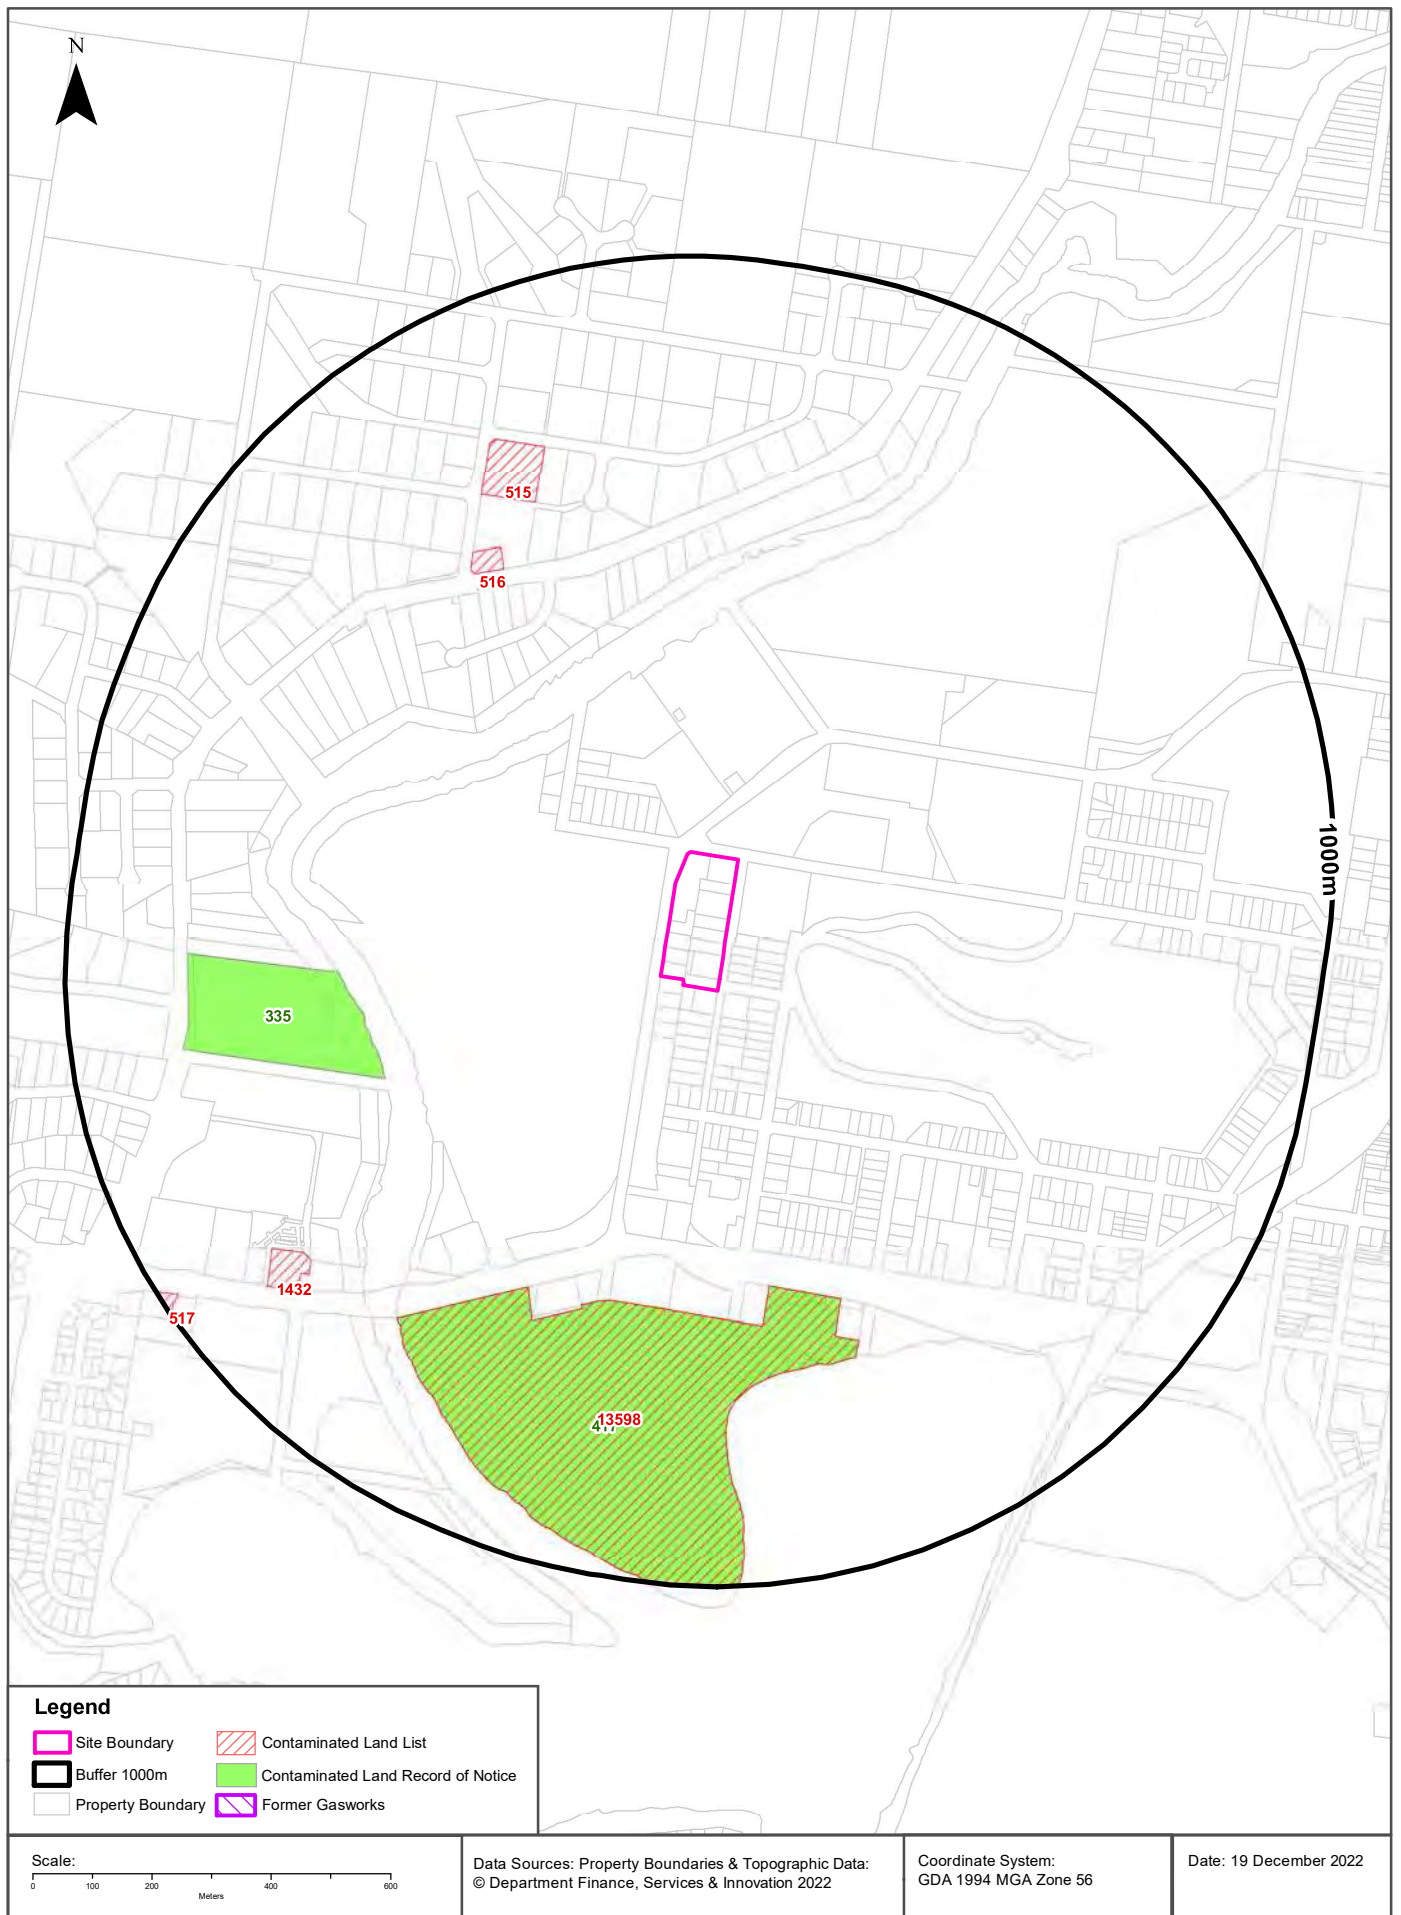 N
515
516
1000m
335
1432
517
13598
Legend
Site Boundary
Contaminated Land List
Buffer 1000m
Contaminated Land Record of Notice
Property Boundary
Former Gasworks
Scale:
0 100 200 400 600
Meters
Data Sources: Property Boundaries & Topographic Data:
© Department Finance, Services & Innovation 2022
Coordinate System:
GDA 1994 MGA Zone 56
Date: 19 December 2022